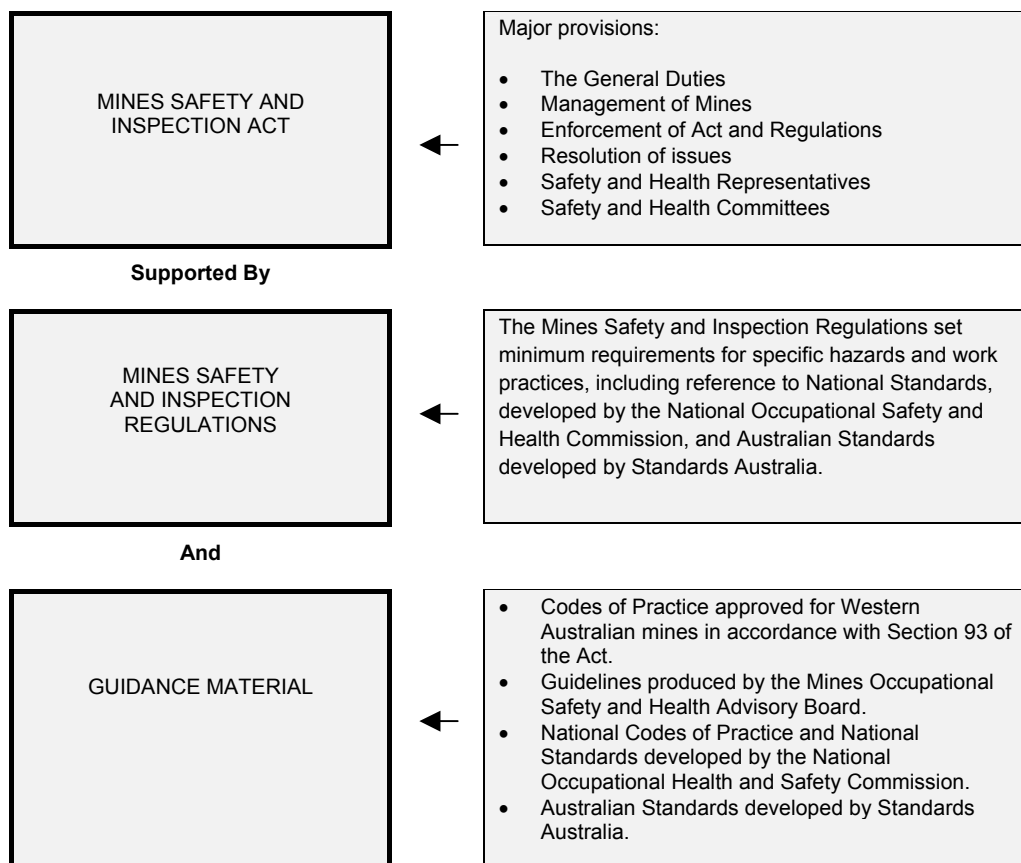 MINES SAFETY AND
INSPECTION ACT
Major provisions:
• The General Duties
• Management of Mines
• Enforcement of Act and Regulations
• Resolution of issues
• Safety and Health Representatives
• Safety and Health Committees
Supported By
MINES SAFETY
AND INSPECTION
REGULATIONS
The Mines Safety and Inspection Regulations set
minimum requirements for specific hazards and work
practices, including reference to National Standards,
developed by the National Occupational Safety and
Health Commission, and Australian Standards
developed by Standards Australia.
And
GUIDANCE MATERIAL
• Codes of Practice approved for Western
Australian mines in accordance with Section 93 of
the Act.
• Guidelines produced by the Mines Occupational
Safety and Health Advisory Board.
• National Codes of Practice and National
Standards developed by the National
Occupational Health and Safety Commission.
• Australian Standards developed by Standards
Australia.